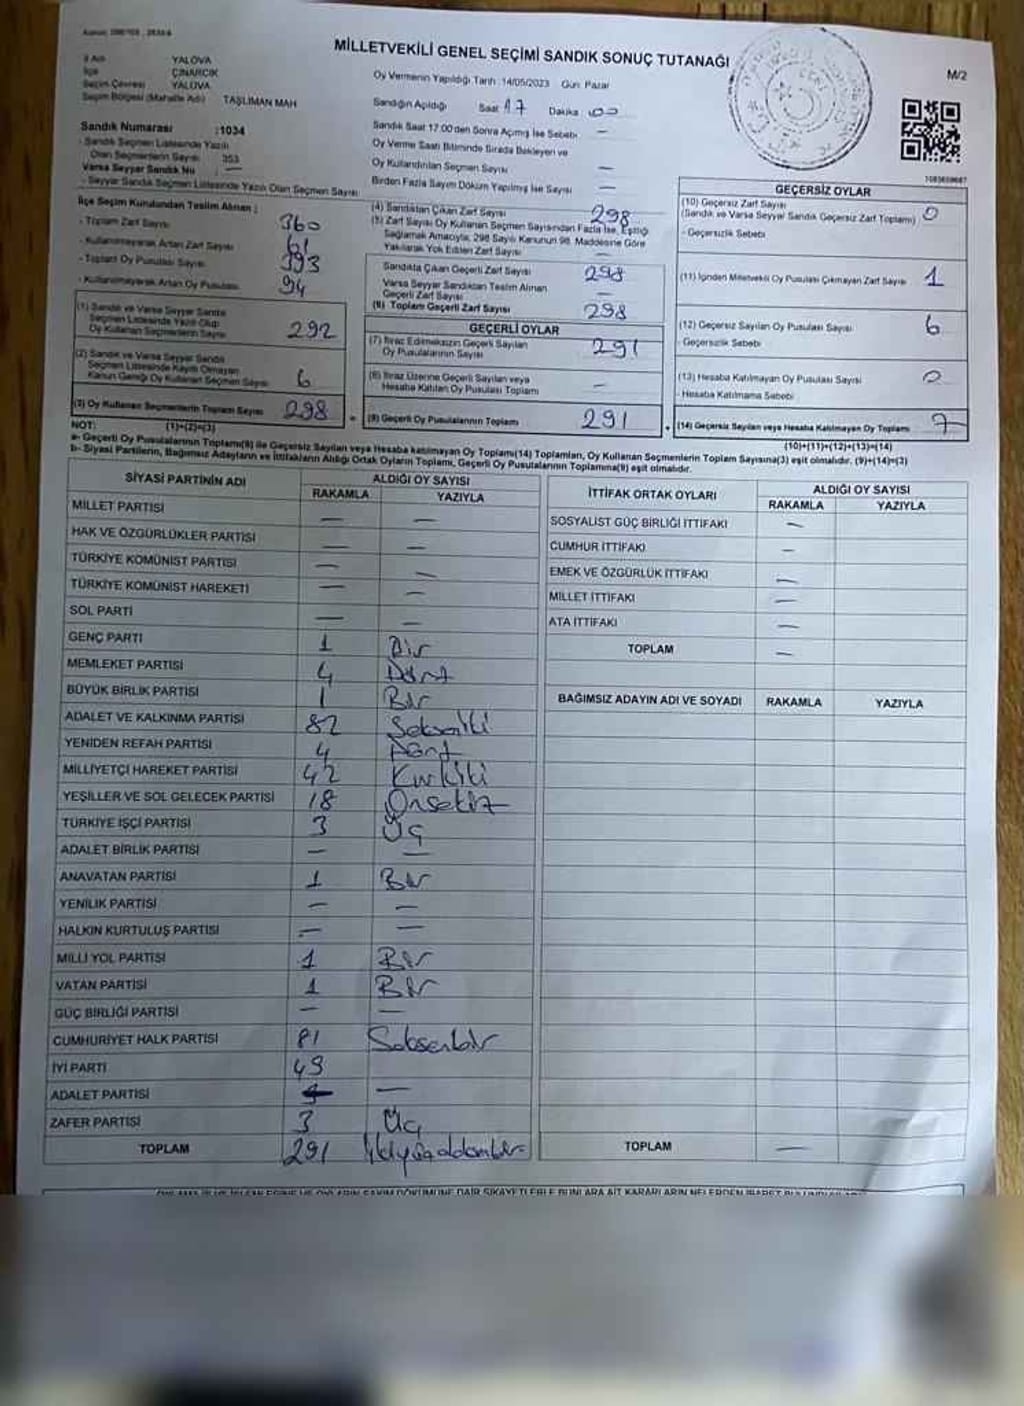 MİLLETVEKİLİ GENEL SEÇİMİ SANDIK SONUÇ TUTANAĞI
M/2
İl Adı YALOVA
İlçe ÇINARCIK
Seçim Çevresi YALOVA
Seçim Bölgesi (Mahalle Adı) TAŞLIMAN MAH
Oy Vermenin Yapıldığı Tarih :14/05/2023 Gün: Pazar
Sandığın Açıldığı Saat 17 Dakika 00
Sandık Numarası :1034
- Sandık Seçmen Listesinde Yazılı Olan Seçmenlerin Sayısı 353
Varsa Seyyar Sandık No : —
- Seyyar Sandık Seçmen Listesinde Yazılı Olan Seçmen Sayısı
Sandık Saat 17:00'den Sonra Açımış İse Sebebi —
Oy Verme Saati Bitiminde Sırada Bekleyen ve
Oy Kullandırılan Seçmen Sayısı —
Birden Fazla Sayım Döküm Yapılmış İse Sayısı —
İlçe Seçim Kurulundan Teslim Alınan ;
- Toplam Zarf Sayısı 360
- Kullanılmayarak Artan Zarf Sayısı
- Toplam Oy Pusulası Sayısı 393
- Kullanılmayarak Artan Oy Pusulası 94
(1) Sandık ve Varsa Seyyar Sandık
Seçmen Listesinde Yazılı Olup
Oy Kullanan Seçmenlerin Sayısı 292
(2) Sandık ve Varsa Seyyar Sandık
Seçmen Listesinde Kayıtlı Olmayan
Kanun Gereği Oy Kullanan Seçmen Sayısı 6
(3) Oy Kullanan Seçmenlerin Toplam Sayısı 298
(1)+(2)=(3)
(4) Sandıktan Çıkan Zarf Sayısı 298
(5) Zarf Sayısı Oy Kullanan Seçmen Sayısından Fazla İse, Eşitliği
Sağlamak Amacıyla, 298 Sayılı Kanunun 98. Maddesine Göre
Yakılarak Yok Edilen Zarf Sayısı —
Sandıkta Çıkan Geçerli Zarf Sayısı 298
Varsa Seyyar Sandıktan Teslim Alınan
Geçerli Zarf Sayısı —
(6) Toplam Geçerli Zarf Sayısı 298
GEÇERLİ OYLAR
(7) İtiraz Edilmeksizin Geçerli Sayılan
Oy Pusulalarının Sayısı 291
(8) İtiraz Üzerine Geçerli Sayılan veya
Hesaba Katılan Oy Pusulası Toplamı —
(9) Geçerli Oy Pusulalarının Toplamı 291
GEÇERSİZ OYLAR
(10) Geçersiz Zarf Sayısı
(Sandık ve Varsa Seyyar Sandık Geçersiz Zarf Toplamı) 0
- Geçersizlik Sebebi
(11) İçinden Milletvekili Oy Pusulası Çıkmayan Zarf Sayısı 1
(12) Geçersiz Sayılan Oy Pusulası Sayısı 6
- Geçersizlik Sebebi
(13) Hesaba Katılmayan Oy Pusulası Sayısı 0
- Hesaba Katılmama Sebebi
(14) Geçersiz Sayılan veya Hesaba Katılmayan Oy Toplamı 7
(10)+(11)+(12)+(13)=(14)
NOT:
a- Geçerli Oy Pusulalarının Toplamı(9) ile Geçersiz Sayılan veya Hesaba katılmayan Oy Toplamı(14) Toplamları, Oy Kullanan Seçmenlerin Toplam Sayısına(3) eşit olmalıdır. (9)+(14)=(3)
b- Siyasi Partilerin, Bağımsız Adayların ve İttifakların Aldığı Ortak Oyların Toplamı, Geçerli Oy Pusulalarının Toplamına(9) eşit olmalıdır.
SİYASİ PARTİNİN ADI ALDIĞI OY SAYISI
RAKAMLA YAZIYLA
MİLLET PARTİSİ — —
HAK VE ÖZGÜRLÜKLER PARTİSİ — —
TÜRKİYE KOMÜNİST PARTİSİ — —
TÜRKİYE KOMÜNİST HAREKETİ — —
SOL PARTİ — —
GENÇ PARTİ 1 Bir
MEMLEKET PARTİSİ 4 Dört
BÜYÜK BİRLİK PARTİSİ 1 Bir
ADALET VE KALKINMA PARTİSİ 82 Sekseniki
YENİDEN REFAH PARTİSİ 4 Dört
MİLLİYETÇİ HAREKET PARTİSİ 42 Kırkiki
YEŞİLLER VE SOL GELECEK PARTİSİ 18 Onsekiz
TÜRKİYE İŞÇİ PARTİSİ 3 Üç
ADALET BİRLİK PARTİSİ — —
ANAVATAN PARTİSİ 1 Bir
YENİLİK PARTİSİ — —
HALKIN KURTULUŞ PARTİSİ — —
MİLLİ YOL PARTİSİ 1 Bir
VATAN PARTİSİ 1 Bir
GÜÇ BİRLİĞİ PARTİSİ — —
CUMHURİYET HALK PARTİSİ 81 Seksenbir
İYİ PARTİ 49
ADALET PARTİSİ —
ZAFER PARTİSİ 3 Üç
TOPLAM 291 İkiyüzdoksanbir
İTTİFAK ORTAK OYLARI ALDIĞI OY SAYISI
RAKAMLA YAZIYLA
SOSYALİST GÜÇ BİRLİĞİ İTTİFAKI —
CUMHUR İTTİFAKI —
EMEK VE ÖZGÜRLÜK İTTİFAKI —
MİLLET İTTİFAKI —
ATA İTTİFAKI —
TOPLAM —
BAĞIMSIZ ADAYIN ADI VE SOYADI RAKAMLA YAZIYLA
TOPLAM —